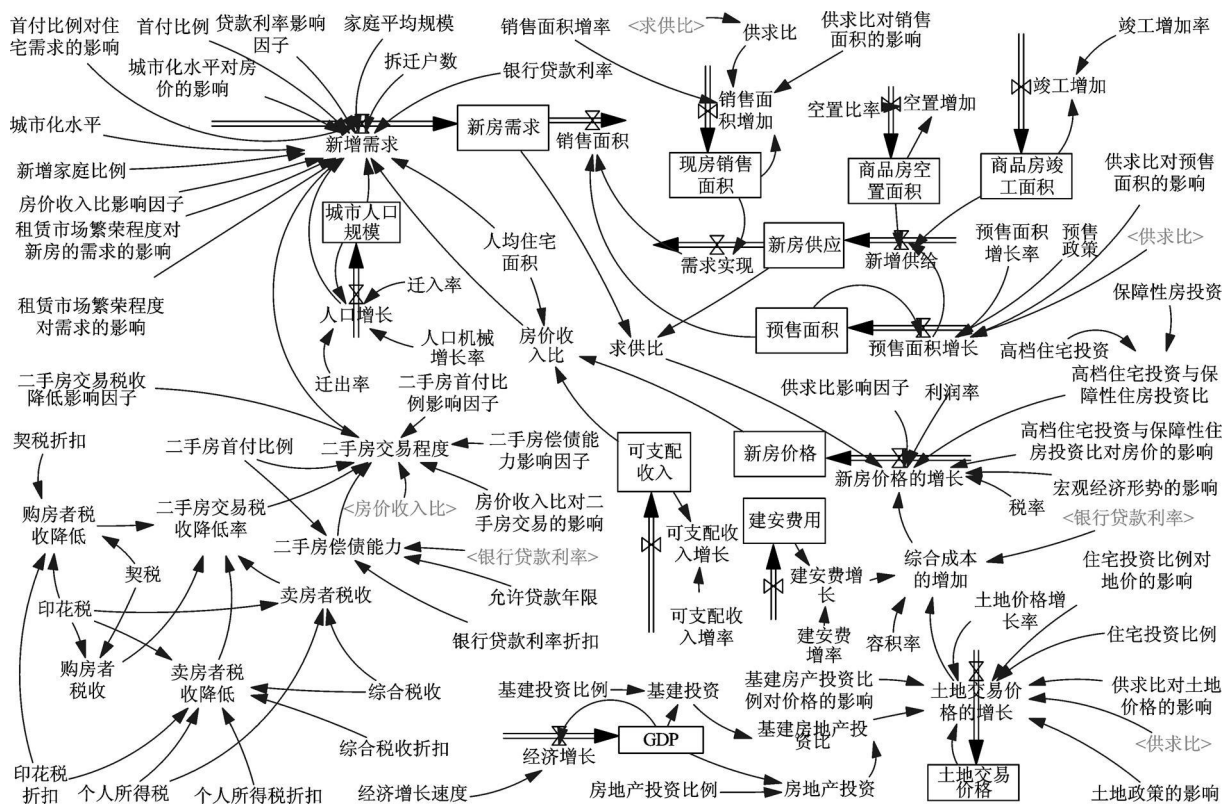 首付比例对住
宅需求的影响
首付比例
贷款利率影响
因子
家庭平均规模
拆迁户数
城市化水平对房
价的影响
银行贷款利率
销售面积增率
<求供比>
供求比
供求比对销售
面积的影响
竣工增加率
城市化水平
新增需求
新房需求
销售面积
销售面
积增加
空置比率
空置增加
竣工增加
新增家庭比例
房价收入比影响因子
租赁市场繁荣程度对
新房的需求的影响
现房销售
面积
商品房空
置面积
商品房竣
工面积
供求比对预售
面积的影响
城市人口
规模
人均住宅
面积
需求实现
新房供应
新增供给
预售面积
增长率
预售
政策
<供求比>
租赁市场繁荣程度
对需求的影响
迁入率
人口增长
人口机械
增长率
迁出率
房价收
入比
求供比
预售面积
预售面积增长
保障性房投资
高档住宅投资
高档住宅投资与保
障性住房投资比
二手房交易税收
降低影响因子
二手房首付比
例影响因子
供求比影响因子
利润率
契税折扣
二手房首付比例
二手房交易程度
二手房偿债能
力影响因子
可支配
收入
新房价格
新房价格的增长
高档住宅投资与保障性住
房投资比对房价的影响
宏观经济形势的影响
税率
购房者税
收降低
二手房交易税
收降低率
<房价收入比>
房价收入比对二
手房交易的影响
<银行贷款利率>
二手房偿债能力
<银行贷款利率>
可支配收
入增长
建安费用
综合成本
的增加
住宅投资比例对
地价的影响
契税
印花税
卖房者税收
允许贷款年限
银行贷款利率折扣
可支配收
入增率
建安费增
长
建安费
增率
容积率
土地价格增
长率
住宅投资比例
购房者
税收
卖房者税
收降低
综合税收
综合税收折扣
基建投资比例
基建投资
基建房产投资比
例对价格的影响
基建房地产投
资比
土地交易价
格的增长
供求比对土地
价格的影响
<供求比>
经济增长
GDP
印花税
折扣
个人所得税
个人所得税折扣
经济增长速度
房地产投资比例
房地产投资
土地交易
价格
土地政策的影响